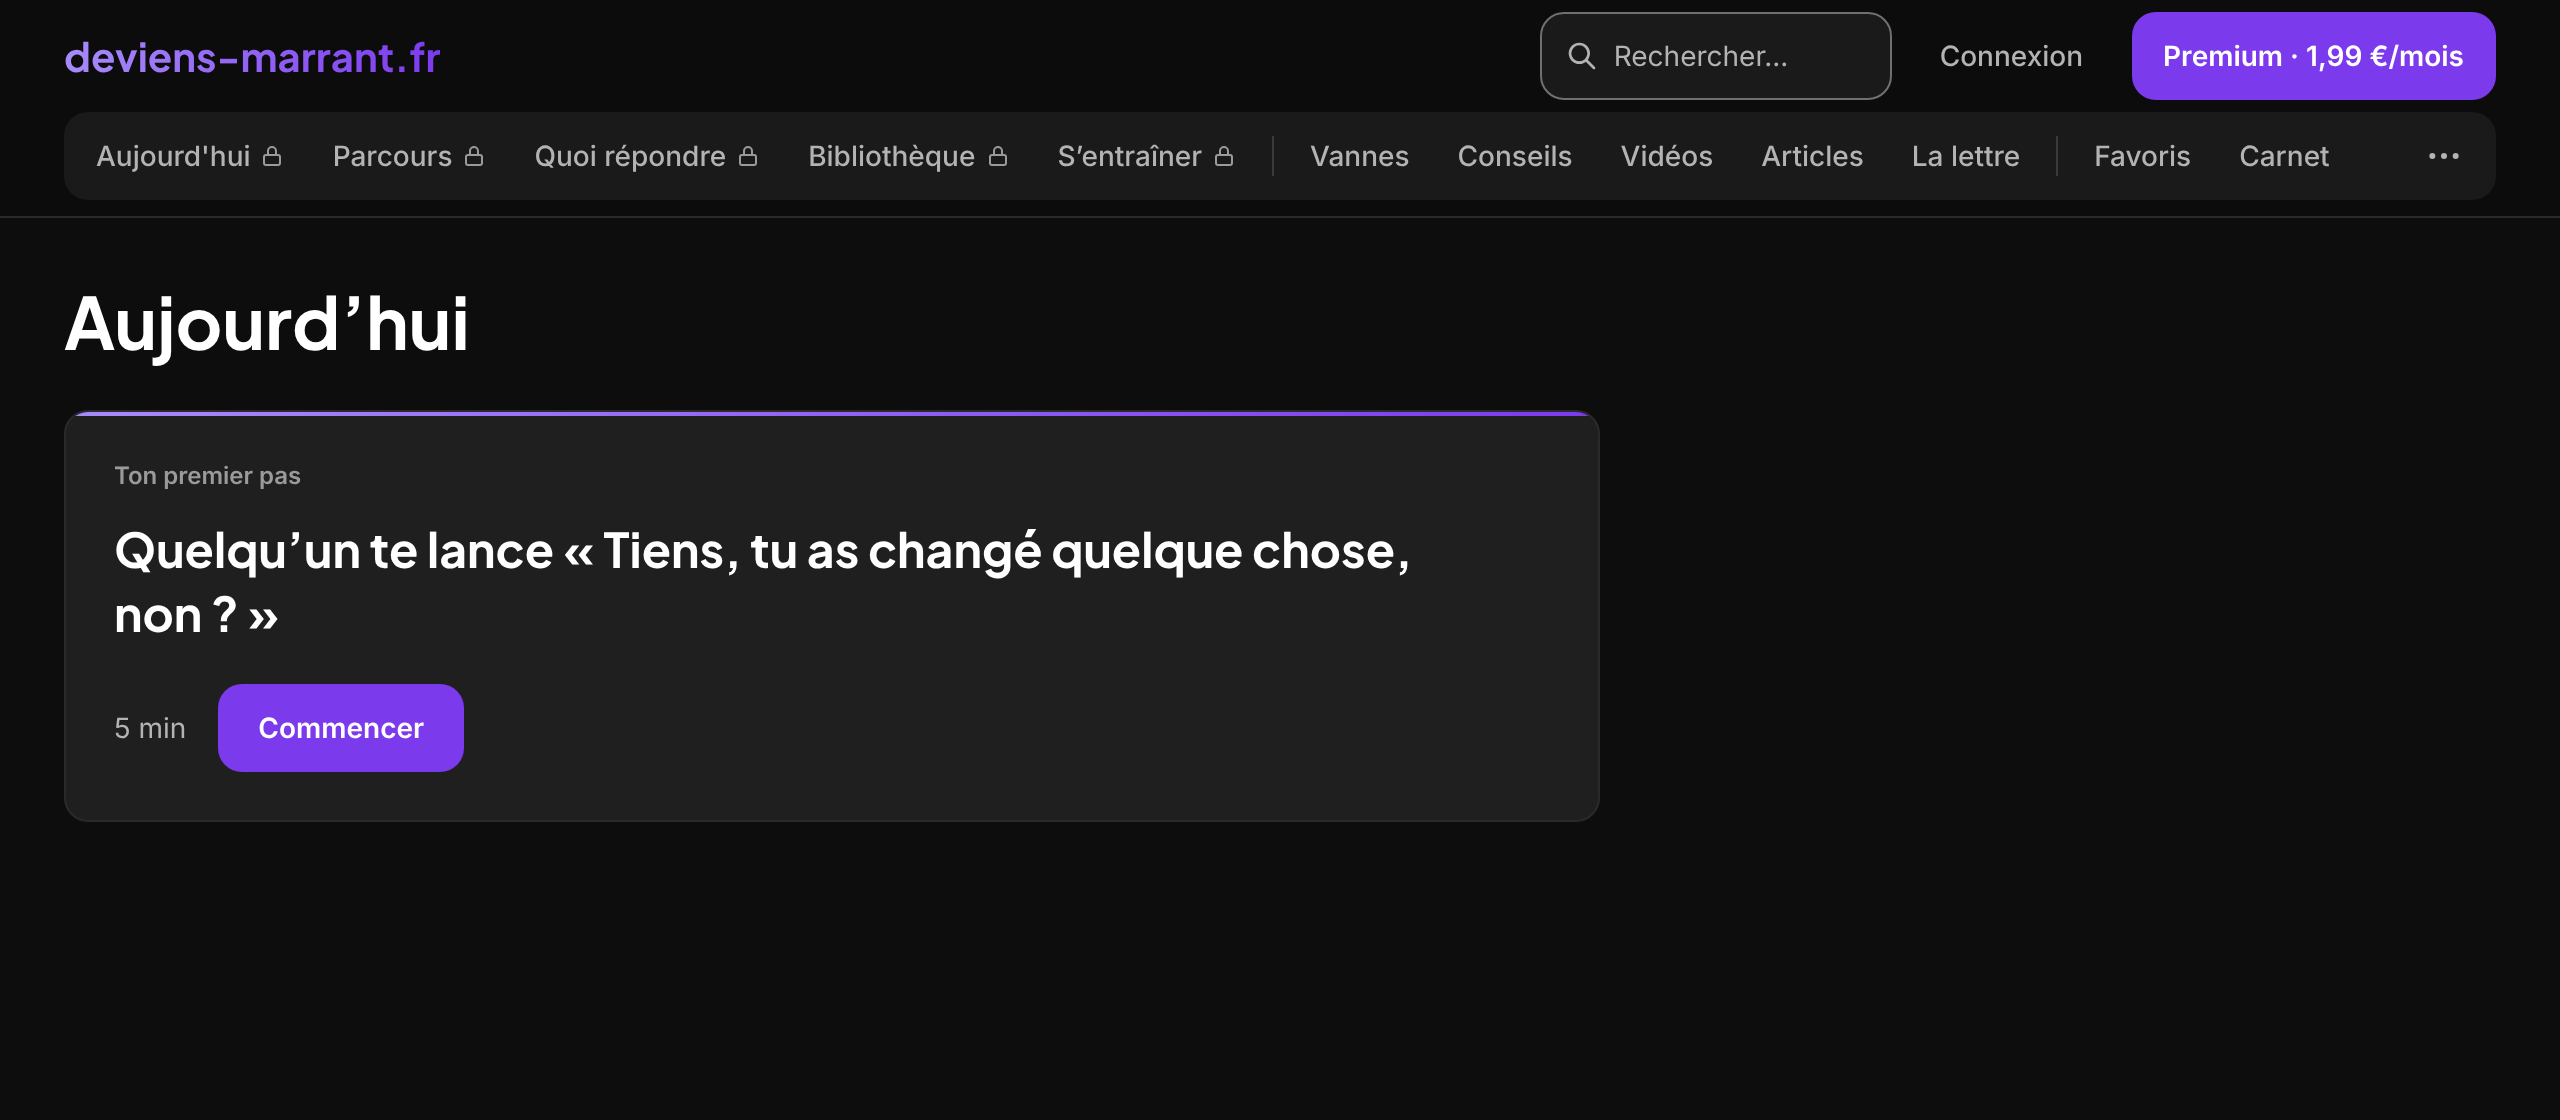 deviens-marrant.fr
Rechercher...
Connexion
Premium · 1,99 €/mois
Aujourd'hui
Parcours
Quoi répondre
Bibliothèque
S’entraîner
Vannes
Conseils
Vidéos
Articles
La lettre
Favoris
Carnet
Aujourd’hui
Ton premier pas
Quelqu’un te lance « Tiens, tu as changé quelque chose,
non ? »
5 min
Commencer